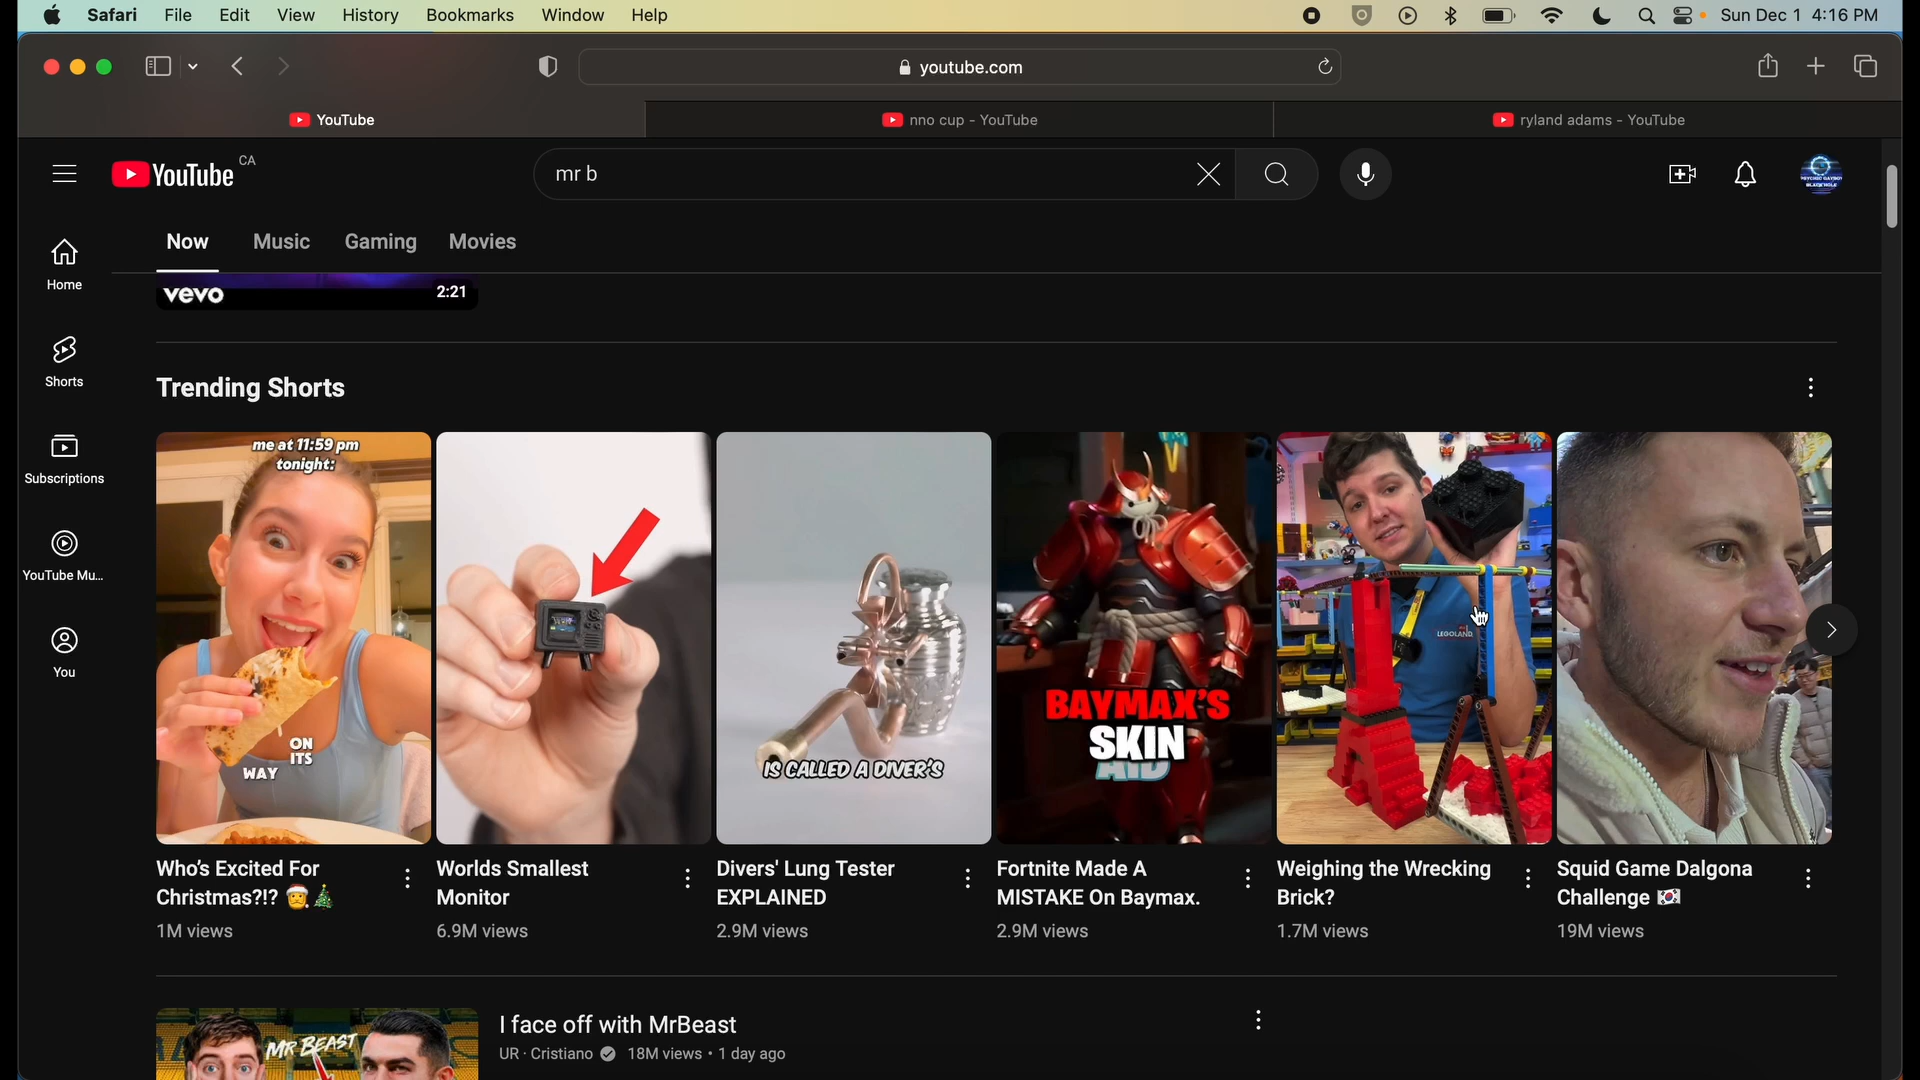 Safari File Edit View History Bookmarks Window Help Sun Dec 1 4:16 PM
youtube.com
YouTube
nno cup - YouTube
ryland adams - YouTube
YouTube CA
mr b
Now Music Gaming Movies
Home
Shorts
Subscriptions
YouTube Mu...
You
vevo 2:21
Trending Shorts
me at 11:59 pm
tonight:
ON
ITS
WAY
IS CALLED A DIVER'S
BAYMAX'S
SKIN
AID
LEGOLAND
Who's Excited For
Christmas?!? 🎅🎄
1M views
Worlds Smallest
Monitor
6.9M views
Divers' Lung Tester
EXPLAINED
2.9M views
Fortnite Made A
MISTAKE On Baymax.
2.9M views
Weighing the Wrecking
Brick?
1.7M views
Squid Game Dalgona
Challenge 🇰🇷
19M views
MR BEAST
I face off with MrBeast
UR · Cristiano 18M views • 1 day ago